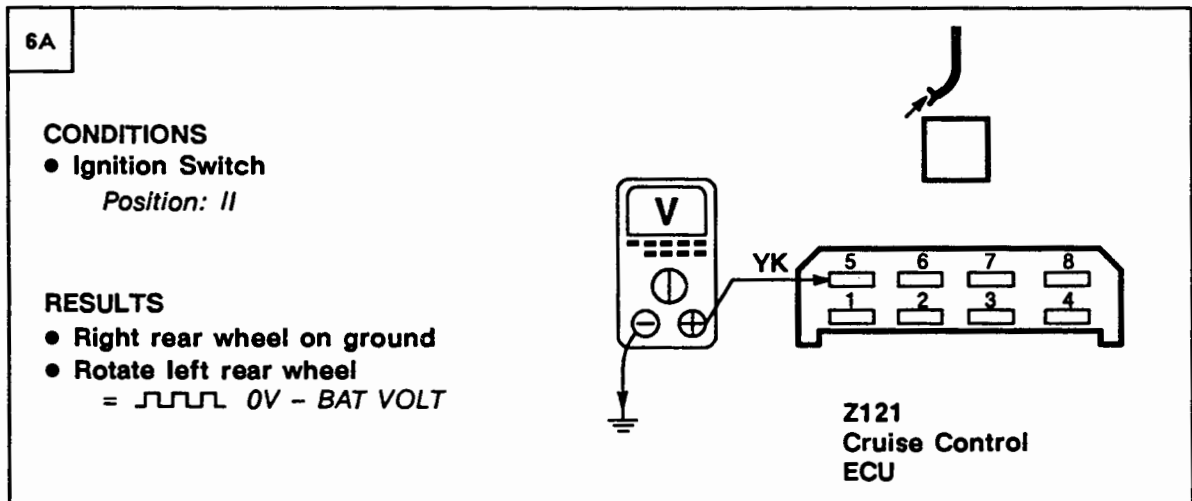 6A
CONDITIONS
● Ignition Switch
Position: II
RESULTS
● Right rear wheel on ground
● Rotate left rear wheel
= 0V – BAT VOLT
V
YK
5 6 7 8
1 2 3 4
Z121
Cruise Control
ECU